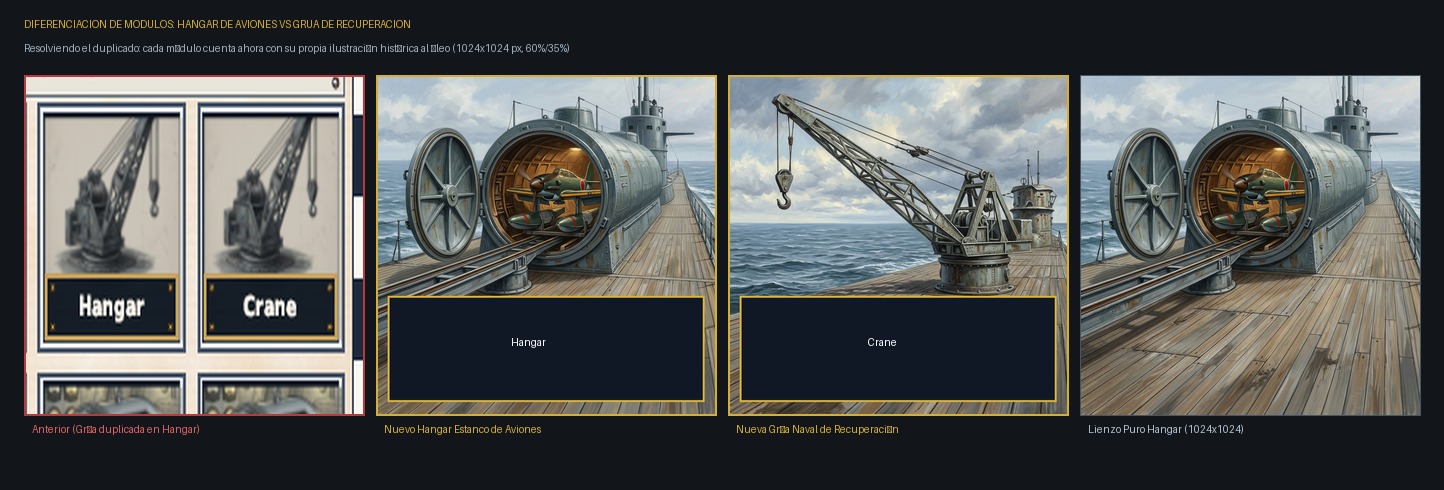 DIFERENCIACION DE MODULOS: HANGAR DE AVIONES VS GRUA DE RECUPERACION
Resolviendo el duplicado: cada m▯dulo cuenta ahora con su propia ilustraci▯n hist▯rica al ▯leo (1024x1024 px, 60%/35%)
Hangar
Crane
Hangar
Crane
Anterior (Gr▯a duplicada en Hangar)
Nuevo Hangar Estanco de Aviones
Nueva Gr▯a Naval de Recuperaci▯n
Lienzo Puro Hangar (1024x1024)